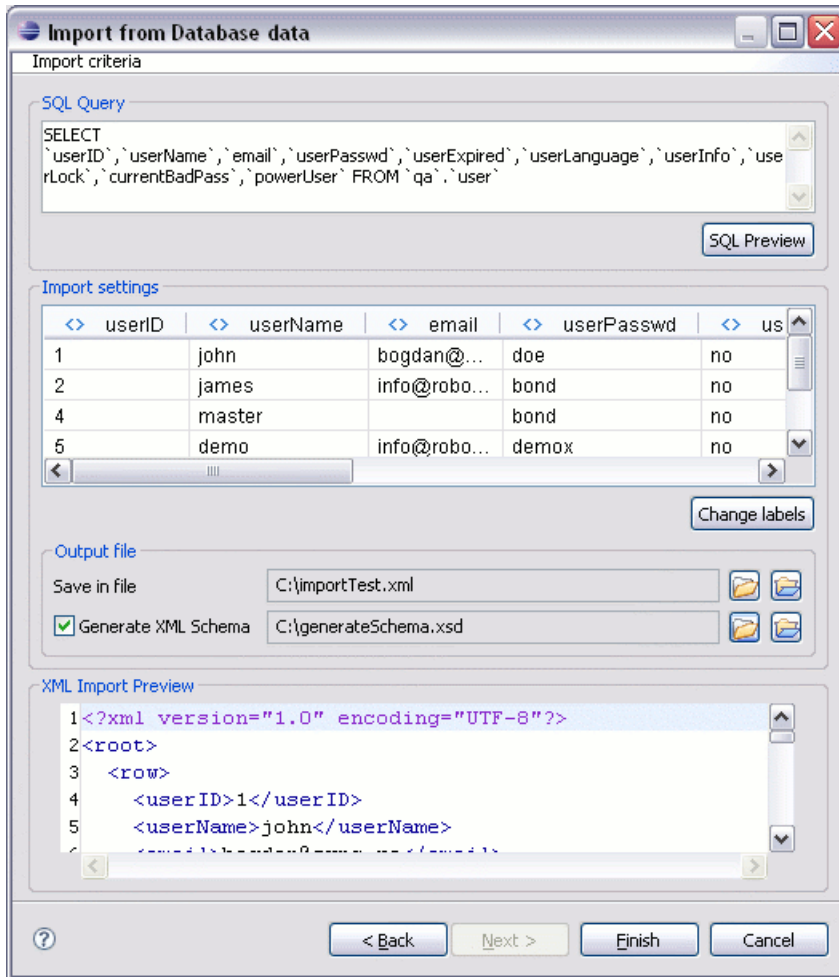 Import from Database data
Import criteria
SQL Query
SELECT
`userID`,`userName`,`email`,`userPasswd`,`userExpired`,`userLanguage`,`userInfo`,`use
rLock`,`currentBadPass`,`powerUser` FROM `qa`.`user`
SQL Preview
Import settings
<> userID <> userName <> email <> userPasswd <> us
1 john bogdan@... doe no
2 james info@robo... bond no
4 master bond no
5 demo info@robo... demox no
Change labels
Output file
Save in file C:\importTest.xml
Generate XML Schema C:\generateSchema.xsd
XML Import Preview
1 <?xml version="1.0" encoding="UTF-8"?>
2 <root>
3 <row>
4 <userID>1</userID>
5 <userName>john</userName>
< Back Next > Finish Cancel